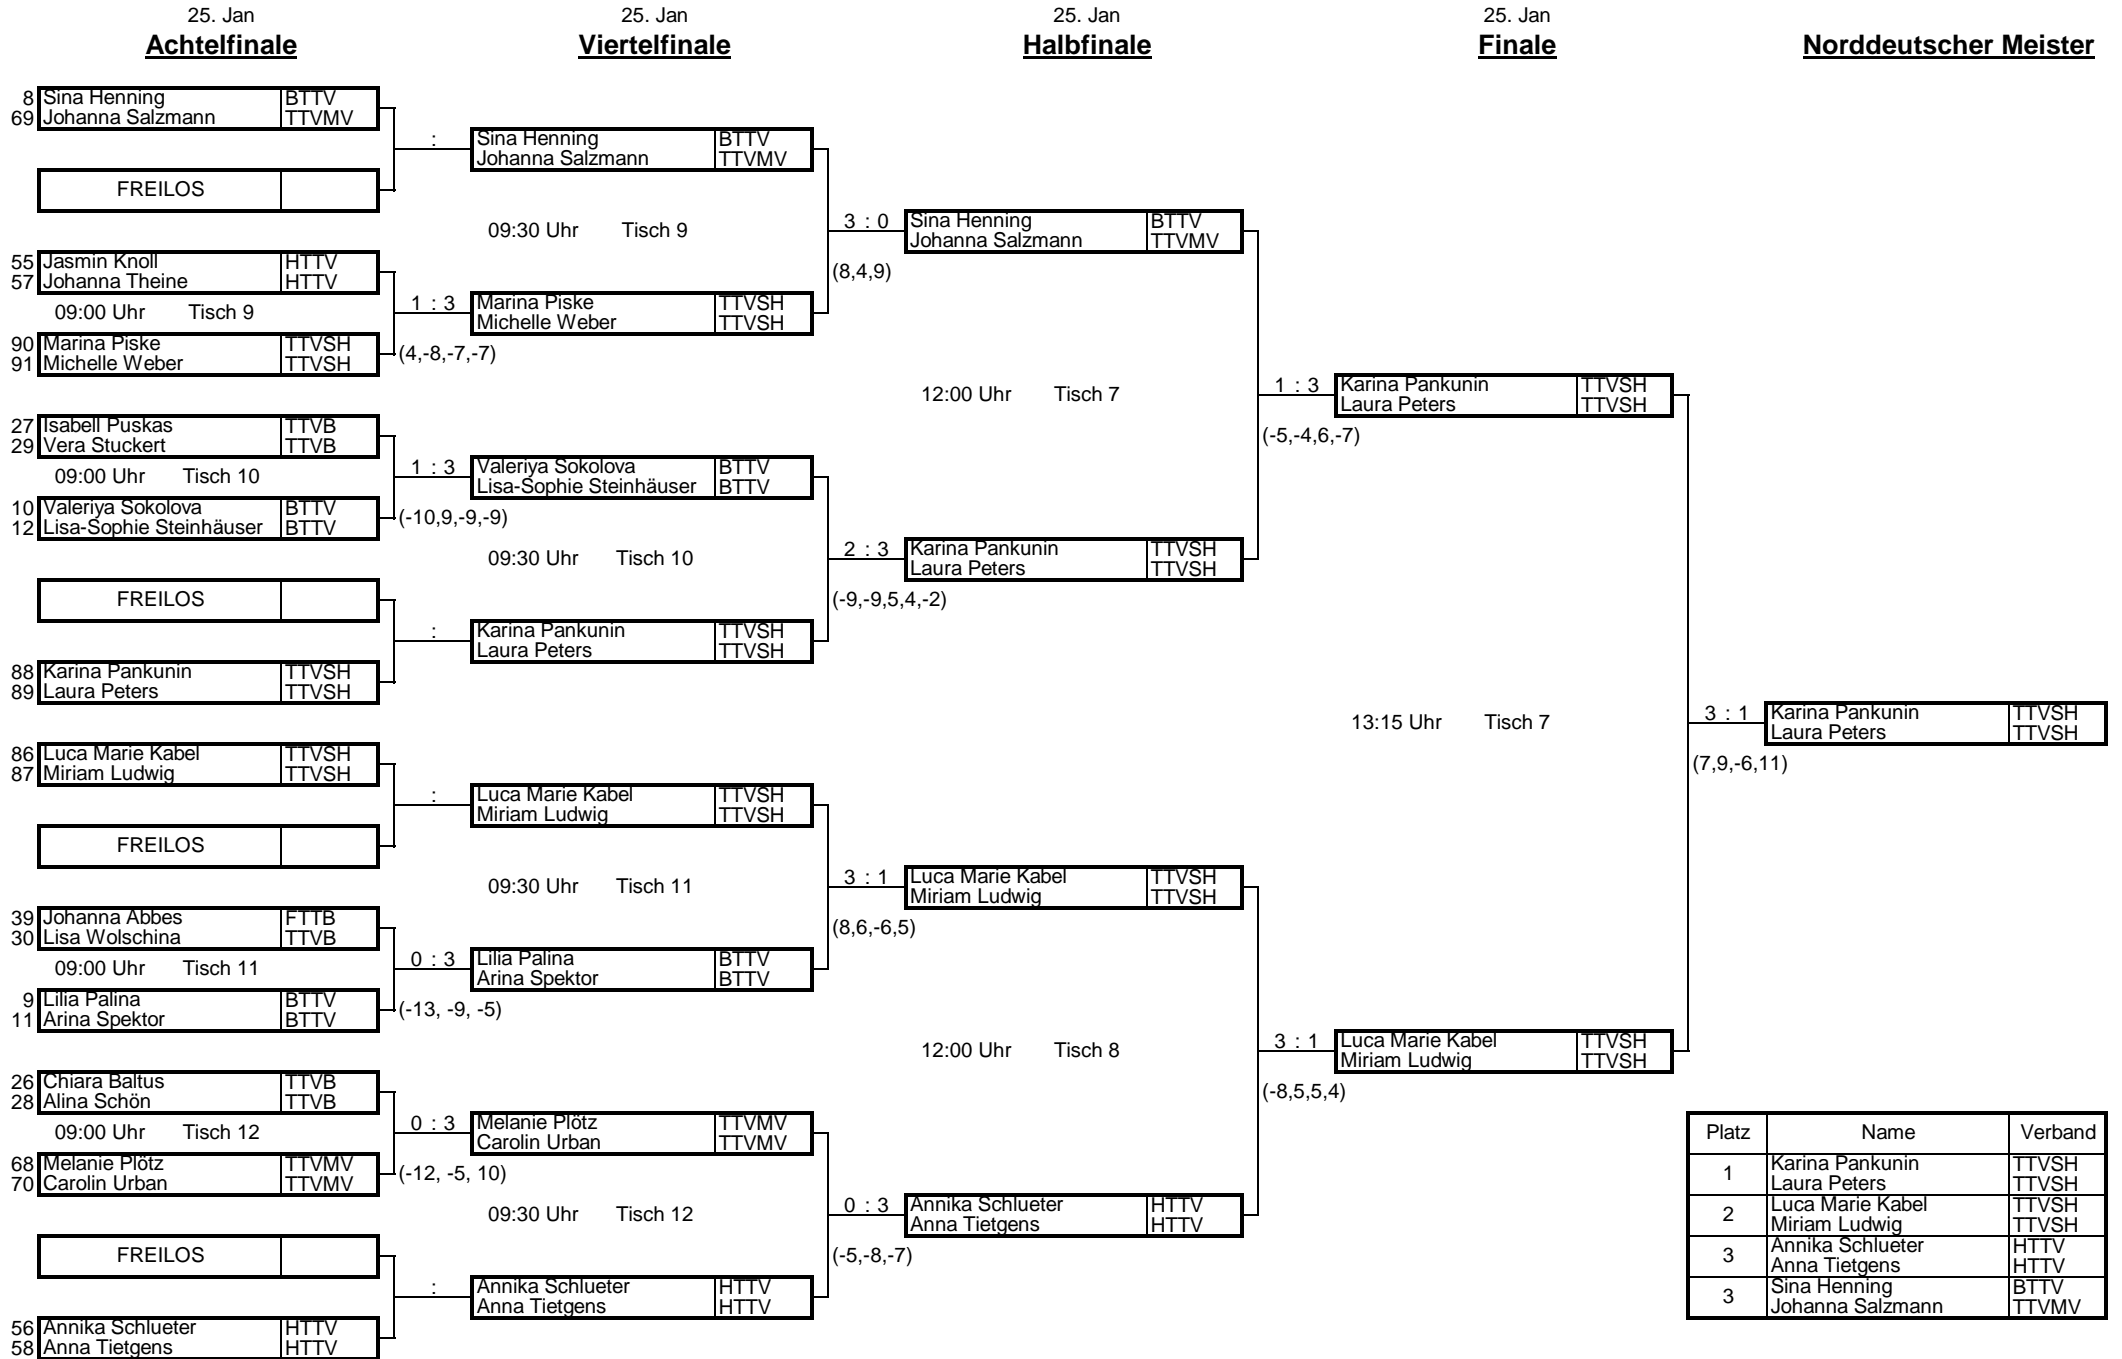 25. Jan 25. Jan 25. Jan 25. Jan
Achtelfinale Viertelfinale Halbfinale Finale Norddeutscher Meister
8 Sina Henning BTTV
69 Johanna Salzmann TTVMV
: Sina Henning BTTV
Johanna Salzmann TTVMV
FREILOS
09:30 Uhr Tisch 9
3 : 0 Sina Henning BTTV
Johanna Salzmann TTVMV
(8,4,9)
55 Jasmin Knoll HTTV
57 Johanna Theine HTTV
09:00 Uhr Tisch 9
1 : 3 Marina Piske TTVSH
Michelle Weber TTVSH
90 Marina Piske TTVSH
91 Michelle Weber TTVSH
(4,-8,-7,-7)
12:00 Uhr Tisch 7
1 : 3 Karina Pankunin TTVSH
Laura Peters TTVSH
(-5,-4,6,-7)
27 Isabell Puskas TTVB
29 Vera Stuckert TTVB
09:00 Uhr Tisch 10
1 : 3 Valeriya Sokolova BTTV
Lisa-Sophie Steinhäuser BTTV
10 Valeriya Sokolova BTTV
12 Lisa-Sophie Steinhäuser BTTV
(-10,9,-9,-9)
09:30 Uhr Tisch 10
2 : 3 Karina Pankunin TTVSH
Laura Peters TTVSH
(-9,-9,5,4,-2)
FREILOS
: Karina Pankunin TTVSH
Laura Peters TTVSH
88 Karina Pankunin TTVSH
89 Laura Peters TTVSH
13:15 Uhr Tisch 7
3 : 1 Karina Pankunin TTVSH
Laura Peters TTVSH
(7,9,-6,11)
86 Luca Marie Kabel TTVSH
87 Miriam Ludwig TTVSH
: Luca Marie Kabel TTVSH
Miriam Ludwig TTVSH
FREILOS
09:30 Uhr Tisch 11
3 : 1 Luca Marie Kabel TTVSH
Miriam Ludwig TTVSH
(8,6,-6,5)
39 Johanna Abbes FTTB
30 Lisa Wolschina TTVB
09:00 Uhr Tisch 11
0 : 3 Lilia Palina BTTV
Arina Spektor BTTV
9 Lilia Palina BTTV
11 Arina Spektor BTTV
(-13, -9, -5)
12:00 Uhr Tisch 8
3 : 1 Luca Marie Kabel TTVSH
Miriam Ludwig TTVSH
(-8,5,5,4)
26 Chiara Baltus TTVB
28 Alina Schön TTVB
09:00 Uhr Tisch 12
0 : 3 Melanie Plötz TTVMV
Carolin Urban TTVMV
68 Melanie Plötz TTVMV
70 Carolin Urban TTVMV
(-12, -5, 10)
09:30 Uhr Tisch 12
0 : 3 Annika Schlueter HTTV
Anna Tietgens HTTV
(-5,-8,-7)
FREILOS
: Annika Schlueter HTTV
Anna Tietgens HTTV
56 Annika Schlueter HTTV
58 Anna Tietgens HTTV
Platz Name Verband
1 Karina Pankunin TTVSH
Laura Peters TTVSH
2 Luca Marie Kabel TTVSH
Miriam Ludwig TTVSH
3 Annika Schlueter HTTV
Anna Tietgens HTTV
3 Sina Henning BTTV
Johanna Salzmann TTVMV